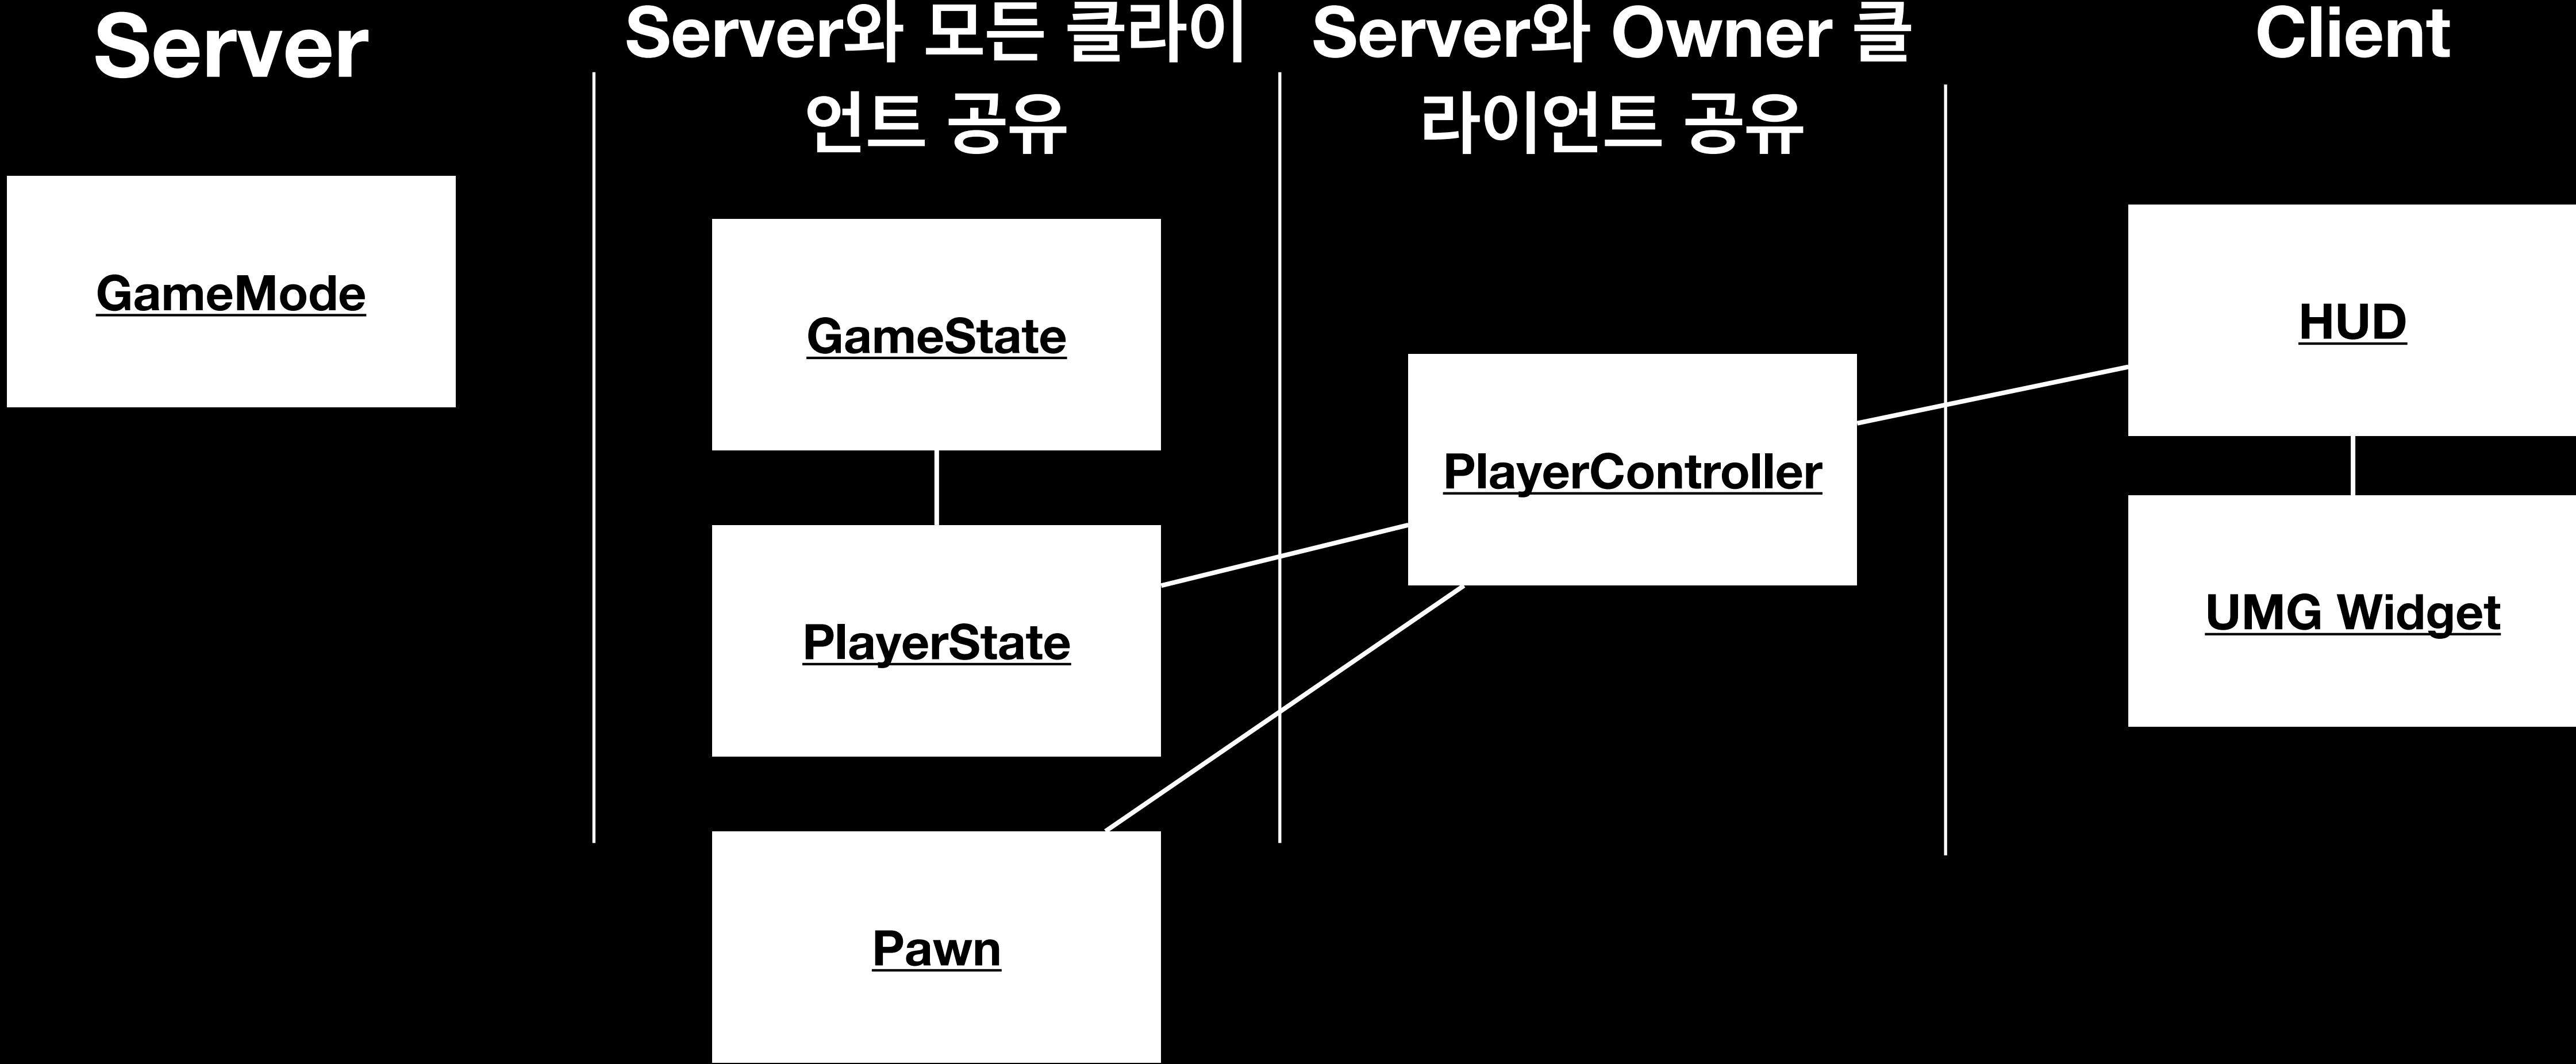 Server
Server와 모든 클라이
언트 공유
Server와 Owner 클
라이언트 공유
Client
GameMode
GameState
PlayerState
Pawn
PlayerController
HUD
UMG Widget